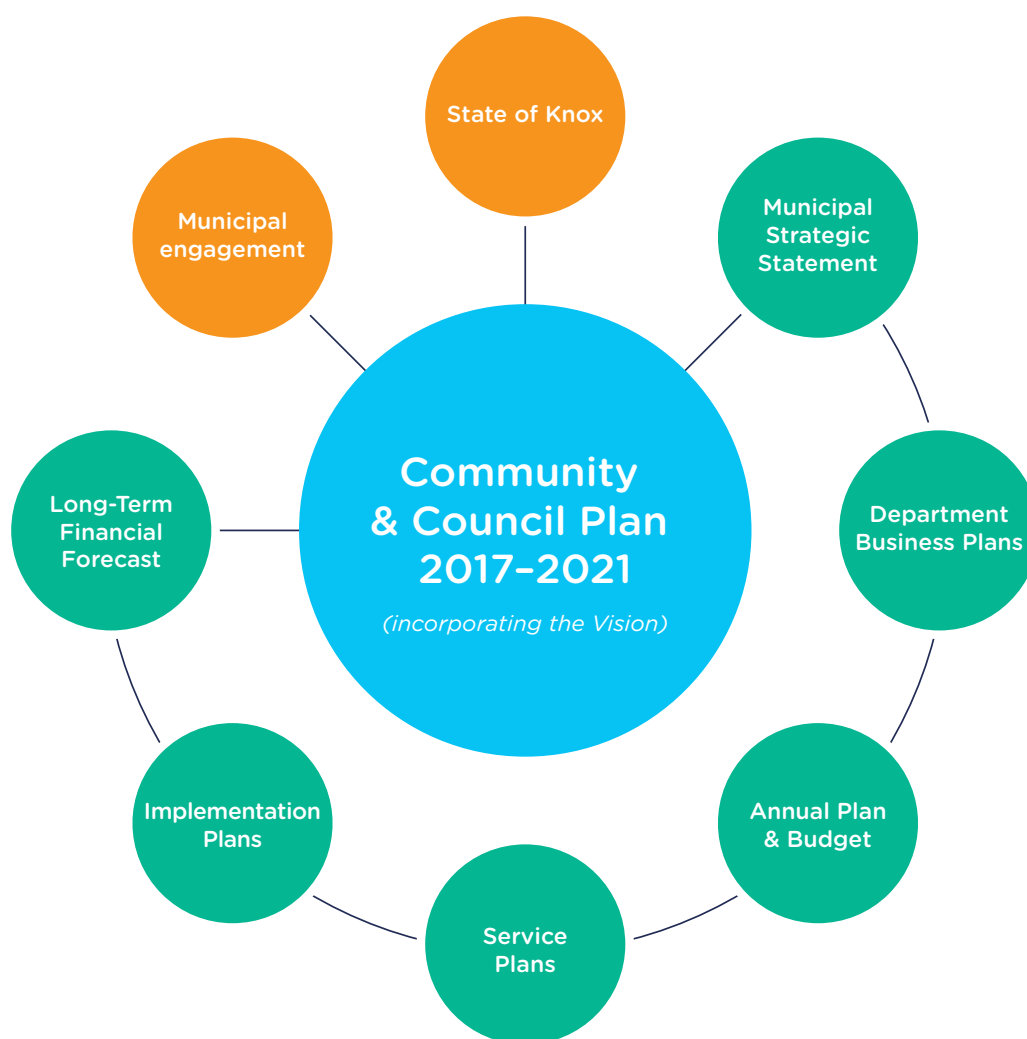 State of Knox
Municipal
engagement
Municipal
Strategic
Statement
Community
& Council Plan
2017–2021
(incorporating the Vision)
Long-Term
Financial
Forecast
Department
Business Plans
Implementation
Plans
Annual Plan
& Budget
Service
Plans